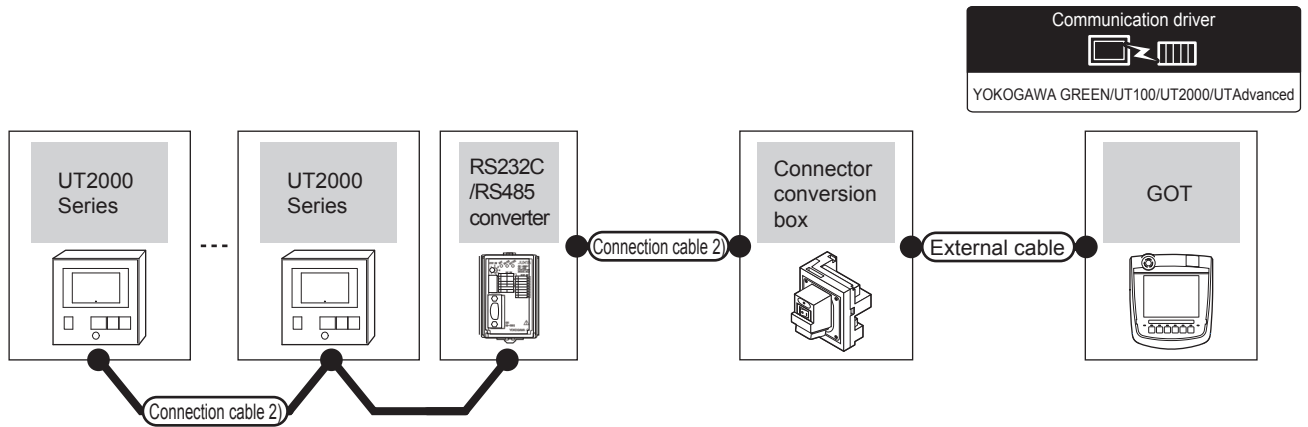 Communication driver
YOKOGAWA GREEN/UT100/UT2000/UTAdvanced
UT2000
Series
UT2000
Series
RS232C
/RS485
converter
Connector
conversion
box
GOT
Connection cable 2)
External cable
Connection cable 2)